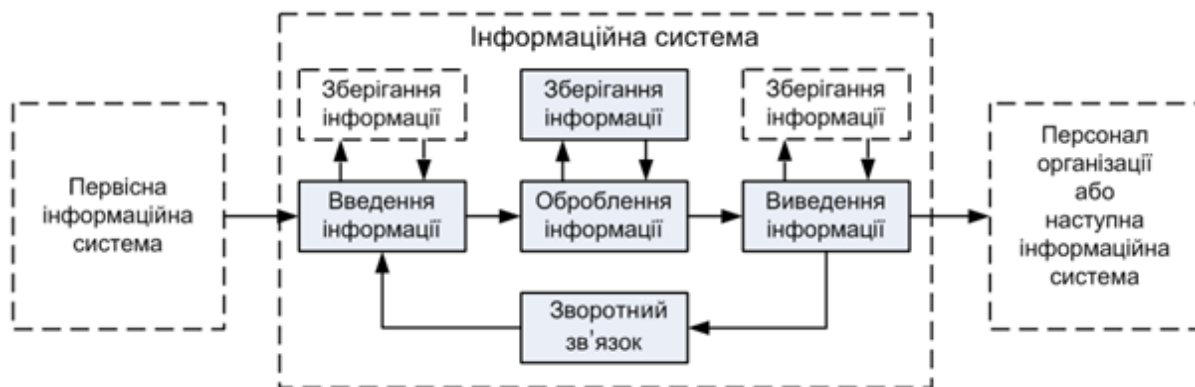 Інформаційна система
Зберігання
інформації
Зберігання
інформації
Зберігання
інформації
Первісна
інформаційна
система
Введення
інформації
Оброблення
інформації
Виведення
інформації
Персонал
організації
або
наступна
інформаційна
система
Зворотний
зв’язок